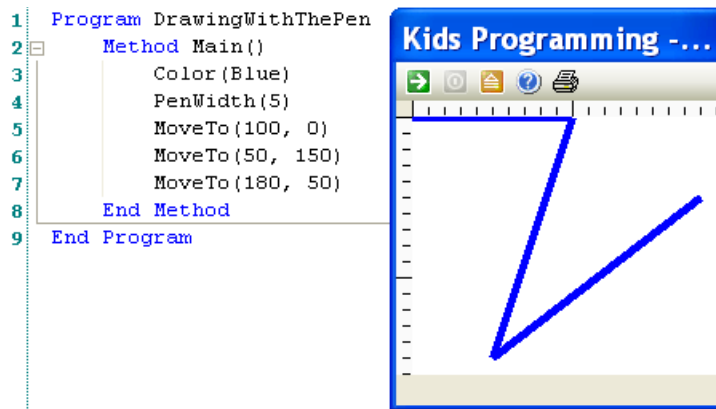 1 Program DrawingWithThePen
2 Method Main()
3 Color(Blue)
4 PenWidth(5)
5 MoveTo(100, 0)
6 MoveTo(50, 150)
7 MoveTo(180, 50)
8 End Method
9 End Program
Kids Programming -...